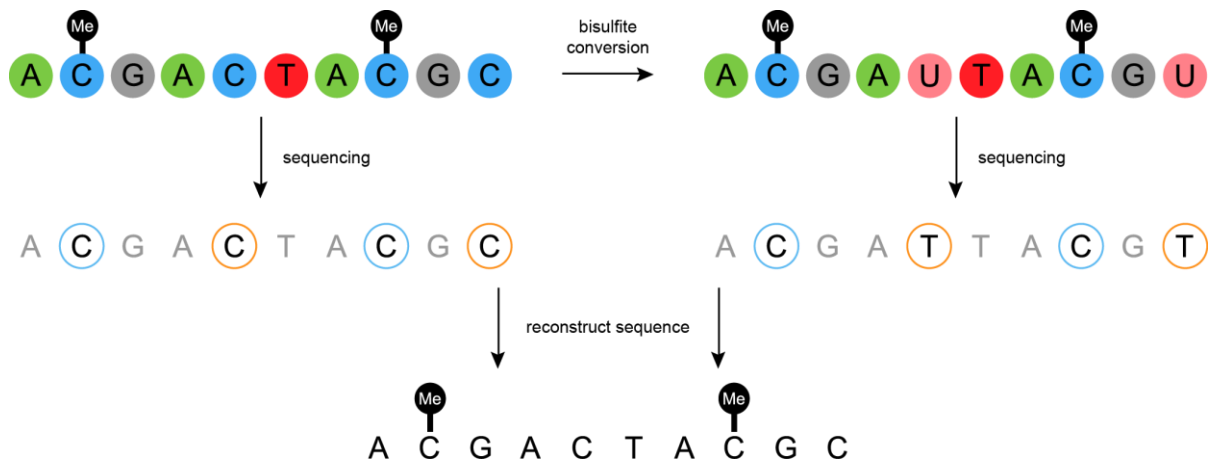 Me Me Me Me
bisulfite
conversion
A C G A C T A C G C A C G A U T A C G U
sequencing sequencing
A C G A C T A C G C A C G A T T A C G T
reconstruct sequence
Me Me
A C G A C T A C G C